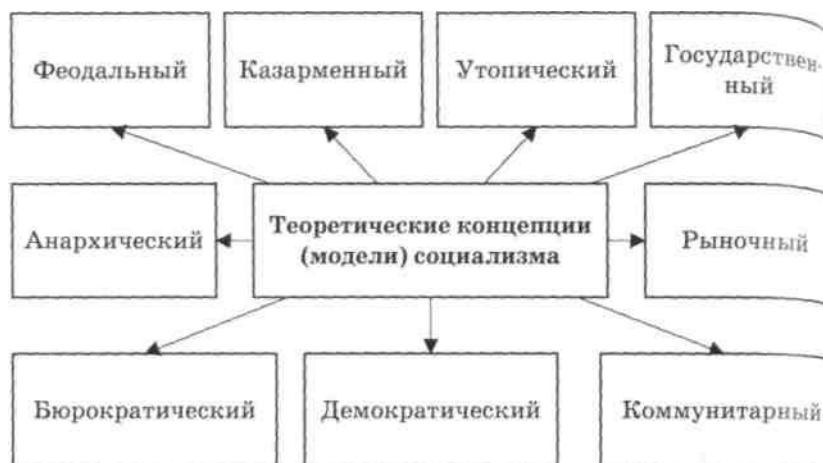 Феодальный
Казарменный
Утопический
Государствен-
ный
Анархический
Теоретические концепции
(модели) социализма
Рыночный
Бюрократический
Демократический
Коммунитарный